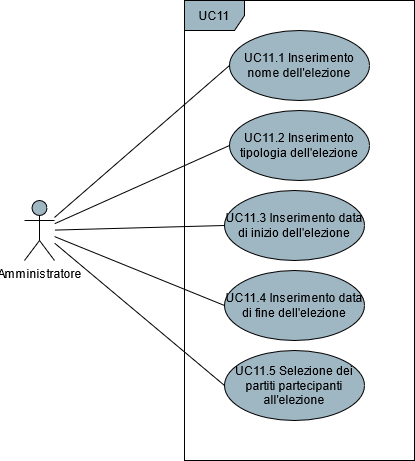 UC11
UC11.1 Inserimento
nome dell'elezione
UC11.2 Inserimento
tipologia dell'elezione
UC11.3 Inserimento data
di inizio dell'elezione
Amministratore
UC11.4 Inserimento data
di fine dell'elezione
UC11.5 Selezione dei
partiti partecipanti
all'elezione